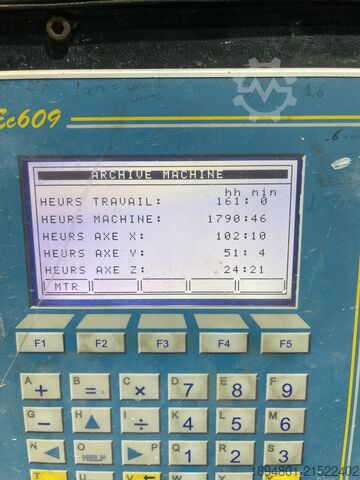 1,6
Ec609
ARCHIVE MACHINE
hh min
HEURS TRAVAIL: 161: 0
HEURS MACHINE: 1790:46
HEURS AXE X: 102:10
HEURS AXE Y: 51: 4
HEURS AXE Z: 24:21
MTR
F1 F2 F3 F4 F5
A + B = C × D 7 E 8 F 9
G - H ▲ I ÷ J 4 K 5 L 6
M ◀ O HELP P ▶ Q 1 R 2 S 3
T U V W X
1894801-21522402